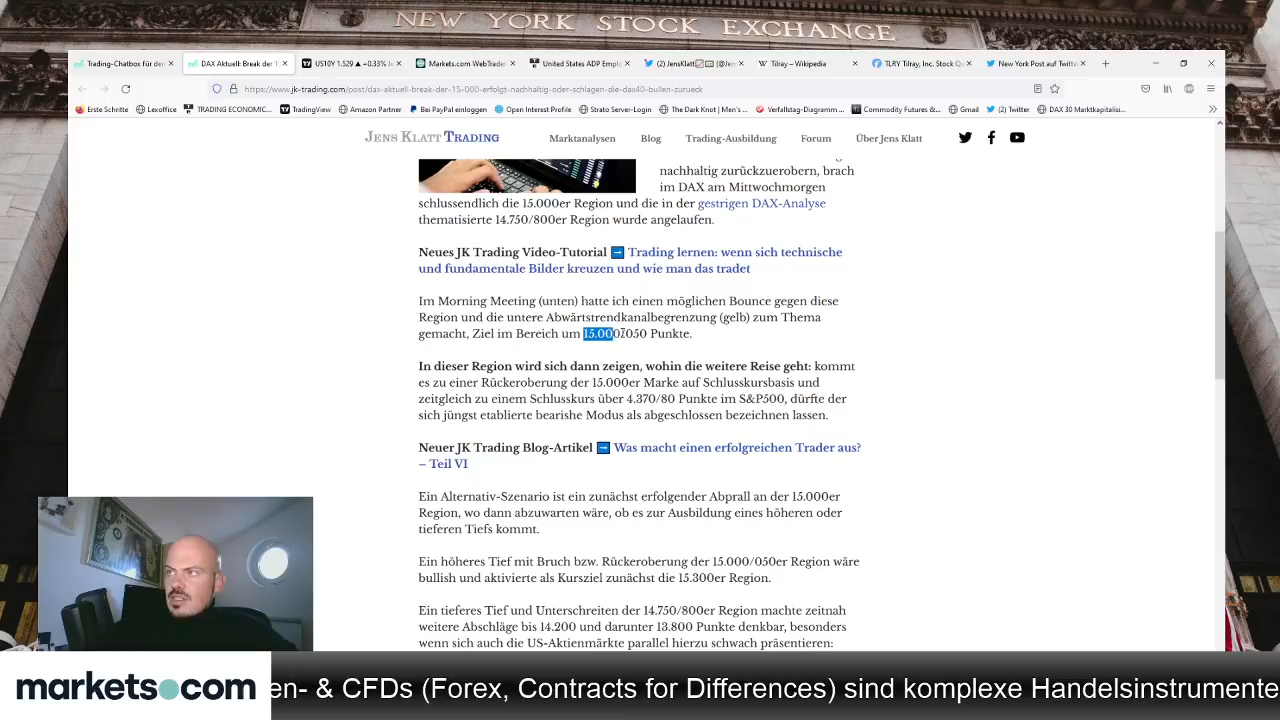 NEW YORK STOCK EXCHANGE
Trading-Chatbox für den
DAX Aktuell: Break der 1
US10Y 1.529 ▲ +0.33%
Markets.com WebTrade
United States ADP Emplo
(2) JensKlatt
Tilray – Wikipedia
TLRY Tilray, Inc. Stock Qu
New York Post auf Twitte
https://www.jk-trading.com/post/dax-aktuell-break-der-15-000-erfolgt-nachhaltig-oder-schlagen-die-dax40-bullen-zurueck
Erste Schritte
Lexoffice
TRADING ECONOMIC...
TradingView
Amazon Partner
Bei PayPal einloggen
Open Interest Profile
Strato Server-Login
The Dark Knot | Men's ...
Verfallstag-Diagramm ...
Commodity Futures &...
Gmail
(2) Twitter
DAX 30 Marktkapitalisi...
JENS KLATT TRADING
Marktanalysen
Blog
Trading-Ausbildung
Forum
Über Jens Klatt
nachhaltig zurückzuerobern, brach
im DAX am Mittwochmorgen
schlussendlich die 15.000er Region und die in der gestrigen DAX-Analyse
thematisierte 14.750/800er Region wurde angelaufen.
Neues JK Trading Video-Tutorial ➡ Trading lernen: wenn sich technische
und fundamentale Bilder kreuzen und wie man das tradet
Im Morning Meeting (unten) hatte ich einen möglichen Bounce gegen diese
Region und die untere Abwärtstrendkanalbegrenzung (gelb) zum Thema
gemacht, Ziel im Bereich um 15.000/050 Punkte.
In dieser Region wird sich dann zeigen, wohin die weitere Reise geht: kommt
es zu einer Rückeroberung der 15.000er Marke auf Schlusskursbasis und
zeitgleich zu einem Schlusskurs über 4.370/80 Punkte im S&P500, dürfte der
sich jüngst etablierte bearishe Modus als abgeschlossen bezeichnen lassen.
Neuer JK Trading Blog-Artikel ➡ Was macht einen erfolgreichen Trader aus?
– Teil VI
Ein Alternativ-Szenario ist ein zunächst erfolgender Abprall an der 15.000er
Region, wo dann abzuwarten wäre, ob es zur Ausbildung eines höheren oder
tieferen Tiefs kommt.
Ein höheres Tief mit Bruch bzw. Rückeroberung der 15.000/050er Region wäre
bullish und aktivierte als Kursziel zunächst die 15.300er Region.
Ein tieferes Tief und Unterschreiten der 14.750/800er Region machte zeitnah
weitere Abschläge bis 14.200 und darunter 13.800 Punkte denkbar, besonders
wenn sich auch die US-Aktienmärkte parallel hierzu schwach präsentieren:
markets.com
en- & CFDs (Forex, Contracts for Differences) sind komplexe Handelsinstrumente